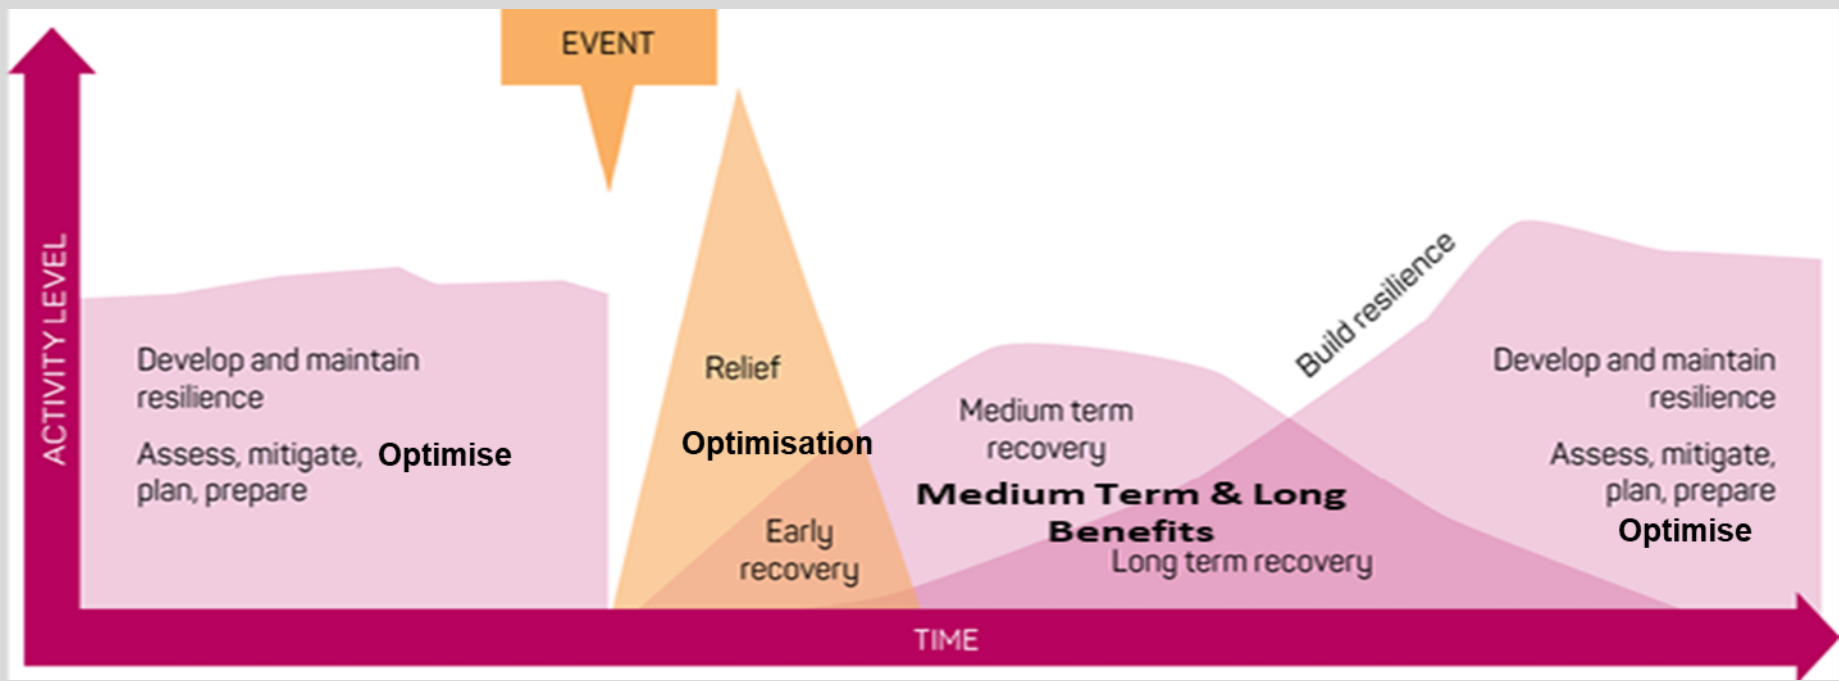 EVENT
ACTIVITY LEVEL
Develop and maintain
resilience
Assess, mitigate, Optimise
plan, prepare
Relief
Optimisation
Early
recovery
Medium term
recovery
Medium Term & Long
Benefits
Long term recovery
Build resilience
Develop and maintain
resilience
Assess, mitigate,
plan, prepare
Optimise
TIME